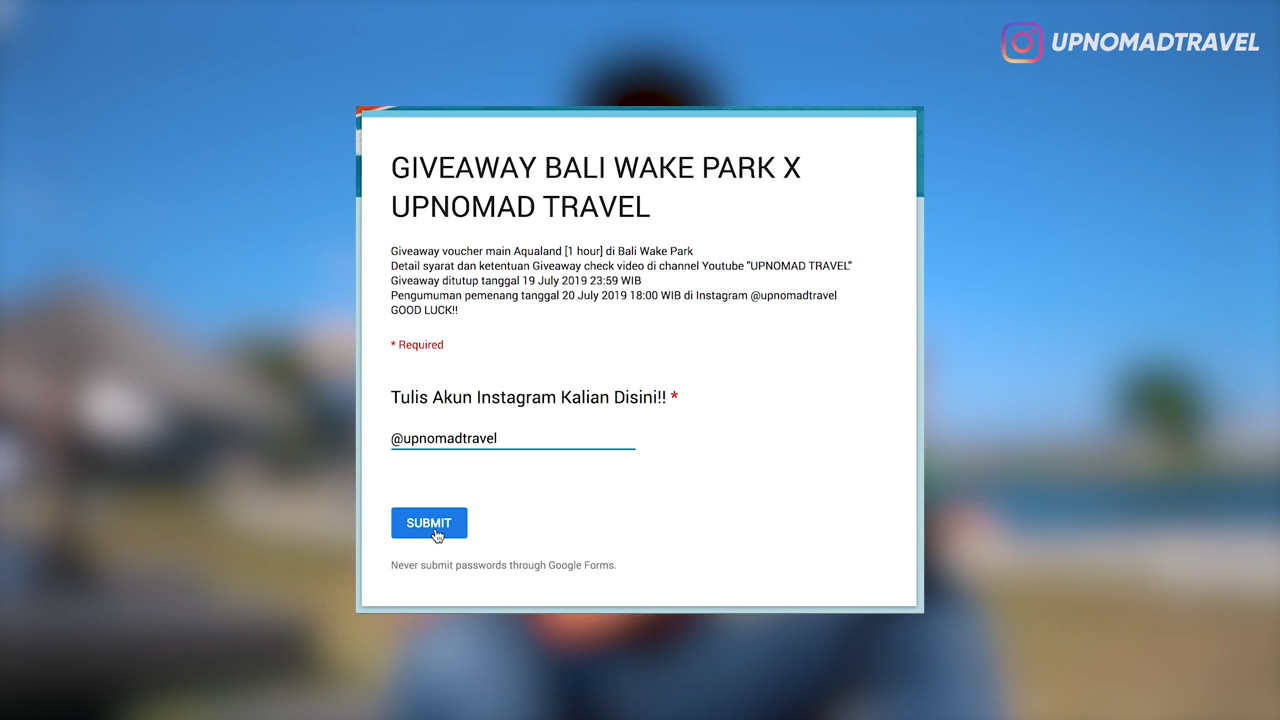 UPNOMADTRAVEL
GIVEAWAY BALI WAKE PARK X
UPNOMAD TRAVEL
Giveaway voucher main Aqualand [1 hour] di Bali Wake Park
Detail syarat dan ketentuan Giveaway check video di channel Youtube "UPNOMAD TRAVEL"
Giveaway ditutup tanggal 19 July 2019 23:59 WIB
Pengumuman pemenang tanggal 20 July 2019 18:00 WIB di Instagram @upnomadtravel
GOOD LUCK!!
* Required
Tulis Akun Instagram Kalian Disini!! *
@upnomadtravel
SUBMIT
Never submit passwords through Google Forms.